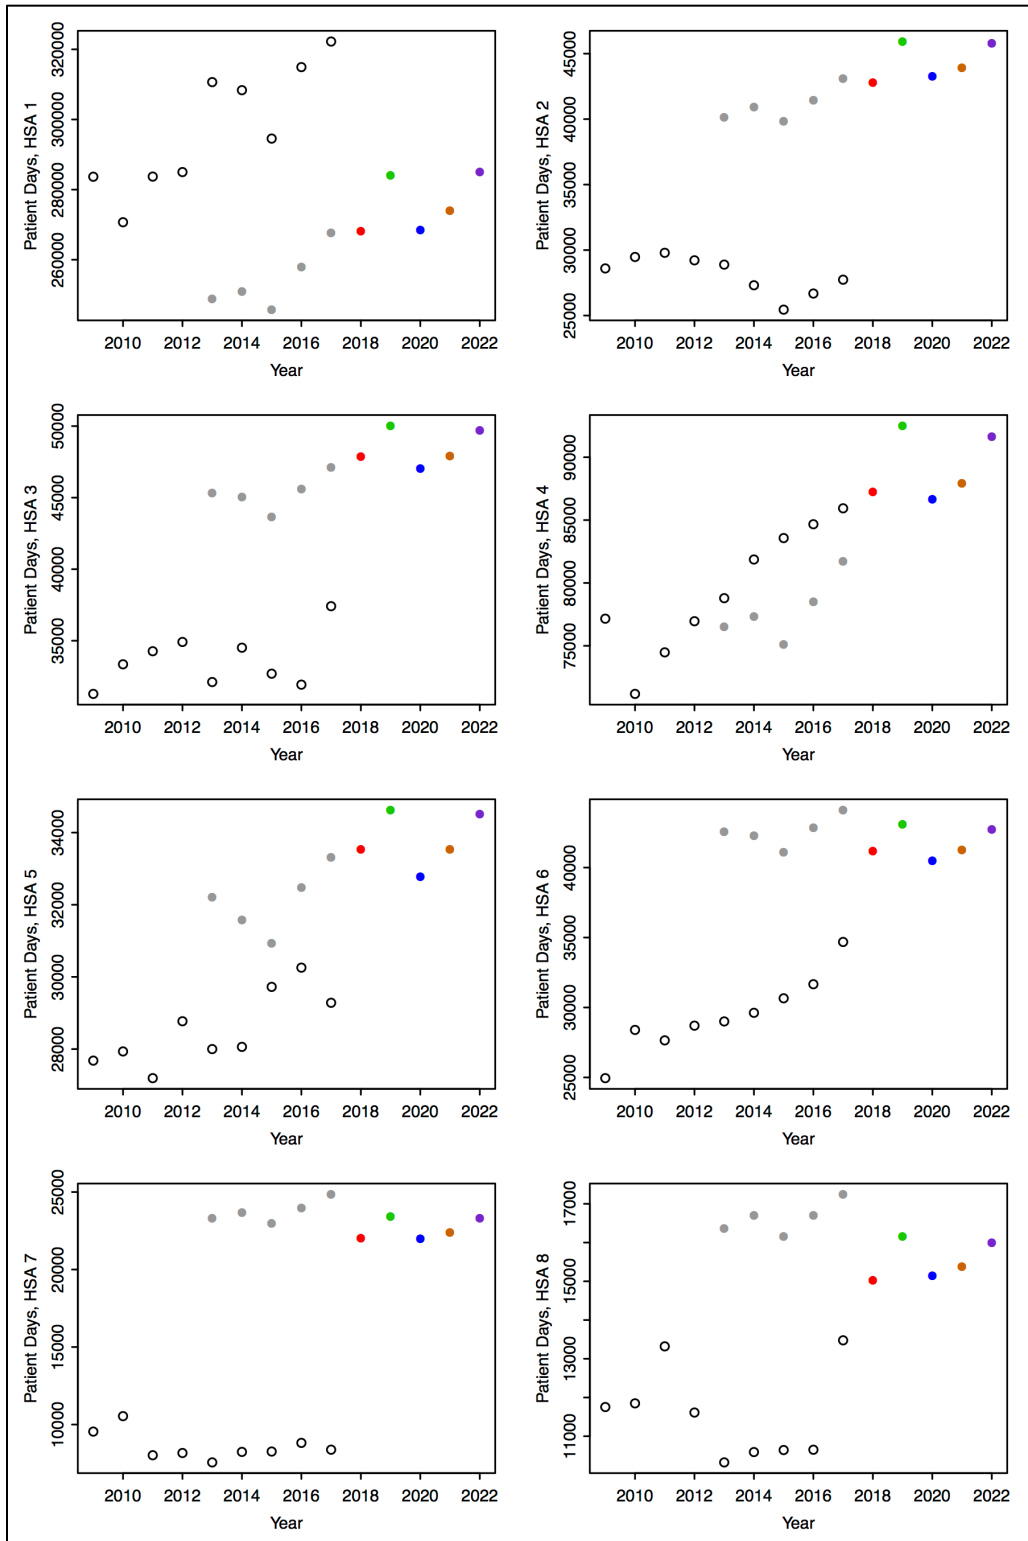 Patient Days, HSA 1
320000
300000
280000
260000
2010 2012 2014 2016 2018 2020 2022
Year
Patient Days, HSA 2
45000
40000
35000
30000
25000
2010 2012 2014 2016 2018 2020 2022
Year
Patient Days, HSA 3
50000
45000
40000
35000
2010 2012 2014 2016 2018 2020 2022
Year
Patient Days, HSA 4
90000
85000
80000
75000
2010 2012 2014 2016 2018 2020 2022
Year
Patient Days, HSA 5
34000
32000
30000
28000
2010 2012 2014 2016 2018 2020 2022
Year
Patient Days, HSA 6
40000
35000
30000
25000
2010 2012 2014 2016 2018 2020 2022
Year
Patient Days, HSA 7
25000
20000
15000
10000
2010 2012 2014 2016 2018 2020 2022
Year
Patient Days, HSA 8
17000
15000
13000
11000
2010 2012 2014 2016 2018 2020 2022
Year